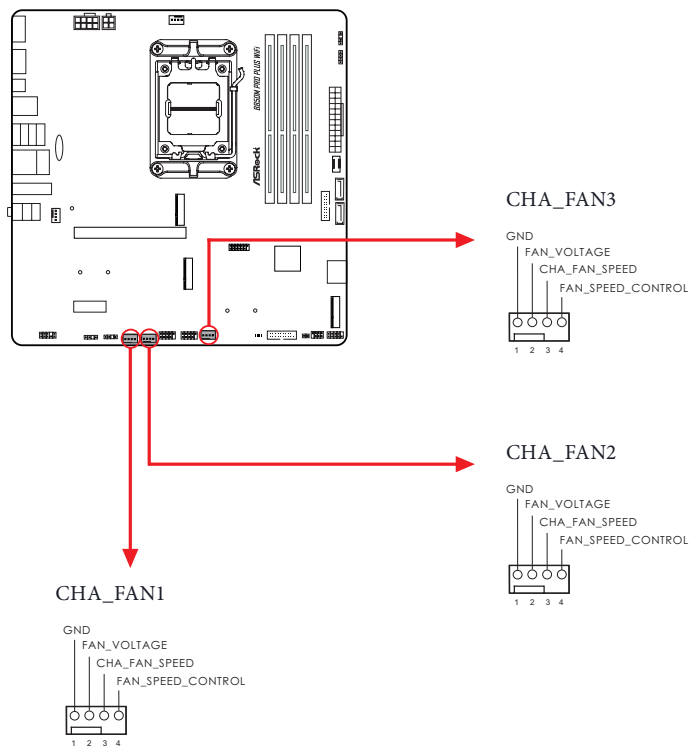 B850M PRO PLUS WiFi
ASRock
CHA_FAN3
GND
FAN_VOLTAGE
CHA_FAN_SPEED
FAN_SPEED_CONTROL
1 2 3 4
CHA_FAN2
GND
FAN_VOLTAGE
CHA_FAN_SPEED
FAN_SPEED_CONTROL
1 2 3 4
CHA_FAN1
GND
FAN_VOLTAGE
CHA_FAN_SPEED
FAN_SPEED_CONTROL
1 2 3 4